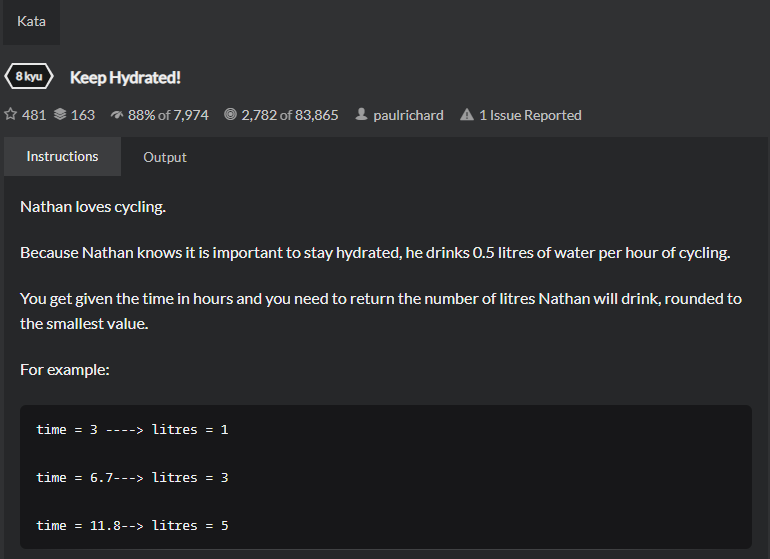 Kata
8 kyu Keep Hydrated!
481 163 88% of 7,974 2,782 of 83,865 paulrichard 1 Issue Reported
Instructions Output
Nathan loves cycling.
Because Nathan knows it is important to stay hydrated, he drinks 0.5 litres of water per hour of cycling.
You get given the time in hours and you need to return the number of litres Nathan will drink, rounded to
the smallest value.
For example:
time = 3 ----> litres = 1
time = 6.7---> litres = 3
time = 11.8--> litres = 5